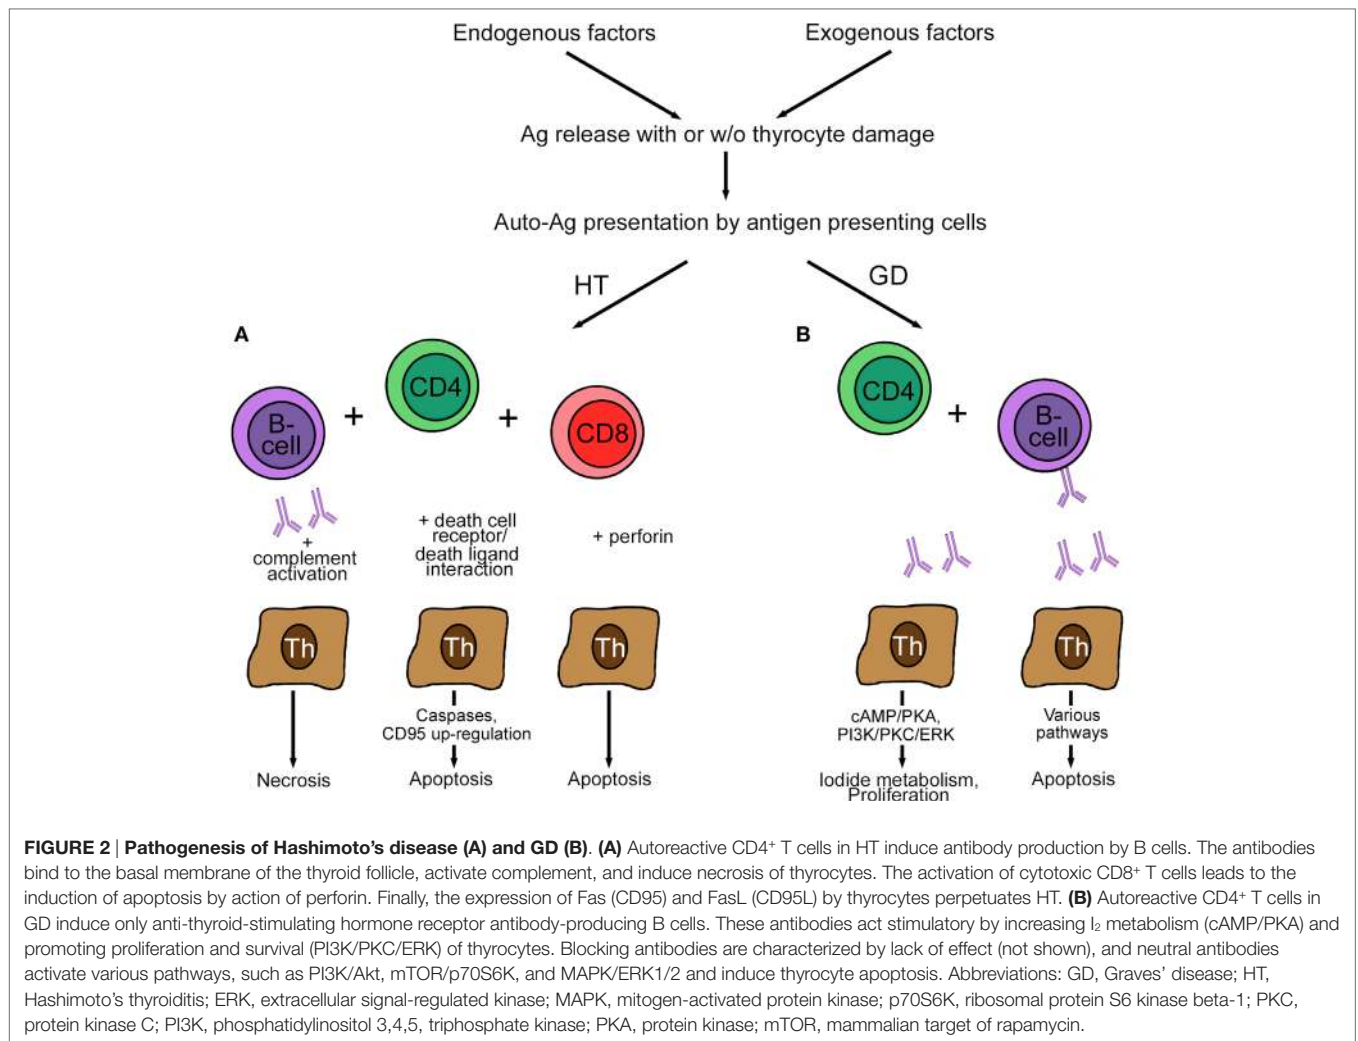 Endogenous factors
Exogenous factors
Ag release with or w/o thyrocyte damage
Auto-Ag presentation by antigen presenting cells
HT
GD
A
B-
cell
+
CD4
+
CD8
+
complement
activation
+ death cell
receptor/
death ligand
interaction
+ perforin
Th
Th
Th
Caspases,
CD95 up-regulation
Necrosis
Apoptosis
Apoptosis
B
CD4
+
B-
cell
Th
Th
cAMP/PKA,
PI3K/PKC/ERK
Various
pathways
Iodide metabolism,
Proliferation
Apoptosis
FIGURE 2 | Pathogenesis of Hashimoto's disease (A) and GD (B). (A) Autoreactive CD4+ T cells in HT induce antibody production by B cells. The antibodies
bind to the basal membrane of the thyroid follicle, activate complement, and induce necrosis of thyrocytes. The activation of cytotoxic CD8+ T cells leads to the
induction of apoptosis by action of perforin. Finally, the expression of Fas (CD95) and FasL (CD95L) by thyrocytes perpetuates HT. (B) Autoreactive CD4+ T cells in
GD induce only anti-thyroid-stimulating hormone receptor antibody-producing B cells. These antibodies act stimulatory by increasing I₂ metabolism (cAMP/PKA) and
promoting proliferation and survival (PI3K/PKC/ERK) of thyrocytes. Blocking antibodies are characterized by lack of effect (not shown), and neutral antibodies
activate various pathways, such as PI3K/Akt, mTOR/p70S6K, and MAPK/ERK1/2 and induce thyrocyte apoptosis. Abbreviations: GD, Graves' disease; HT,
Hashimoto's thyroiditis; ERK, extracellular signal-regulated kinase; MAPK, mitogen-activated protein kinase; p70S6K, ribosomal protein S6 kinase beta-1; PKC,
protein kinase C; PI3K, phosphatidylinositol 3,4,5, triphosphate kinase; PKA, protein kinase; mTOR, mammalian target of rapamycin.